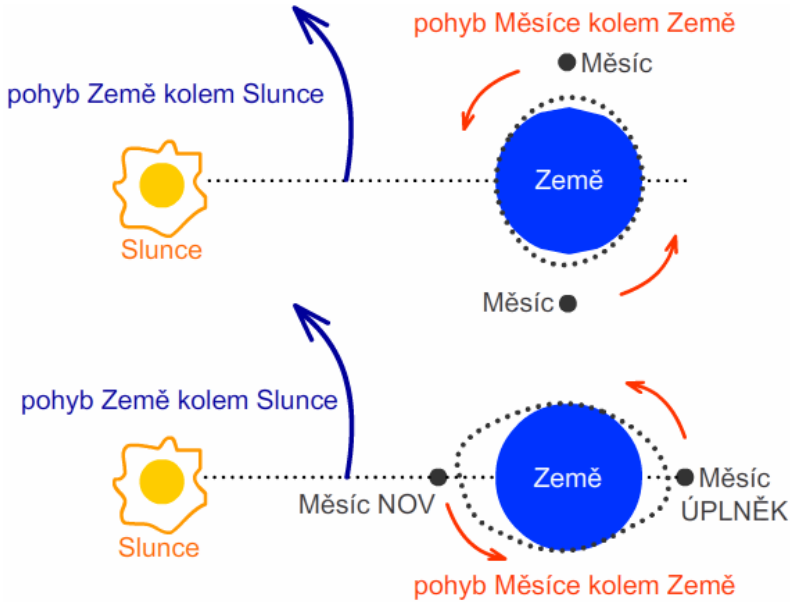 pohyb Měsíce kolem Země
Měsíc
pohyb Země kolem Slunce
Země
Slunce
Měsíc
pohyb Země kolem Slunce
Země
Měsíc
Měsíc NOV
ÚPLNĚK
Slunce
pohyb Měsíce kolem Země